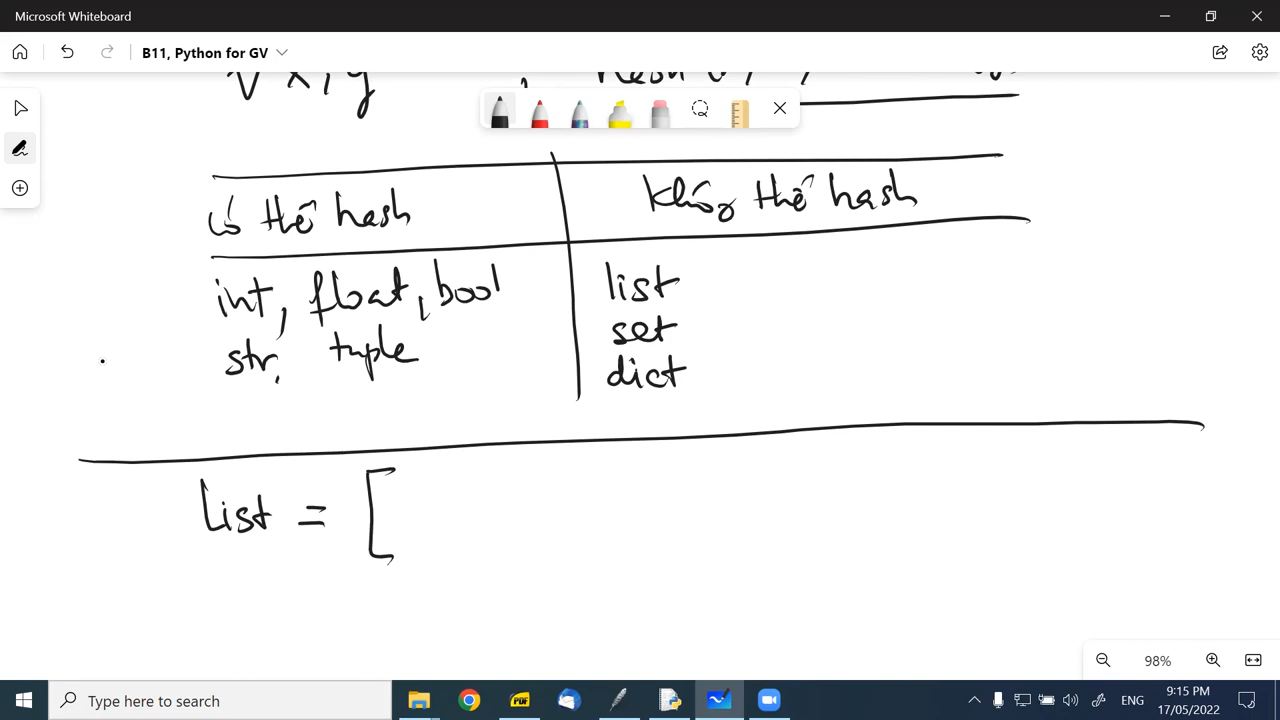 Microsoft Whiteboard
B11, Python for GV
∀ x, y
có thể hash
không thể hash
int, float, bool
str, tuple
list
set
dict
List = [
98%
Type here to search
ENG
9:15 PM
17/05/2022